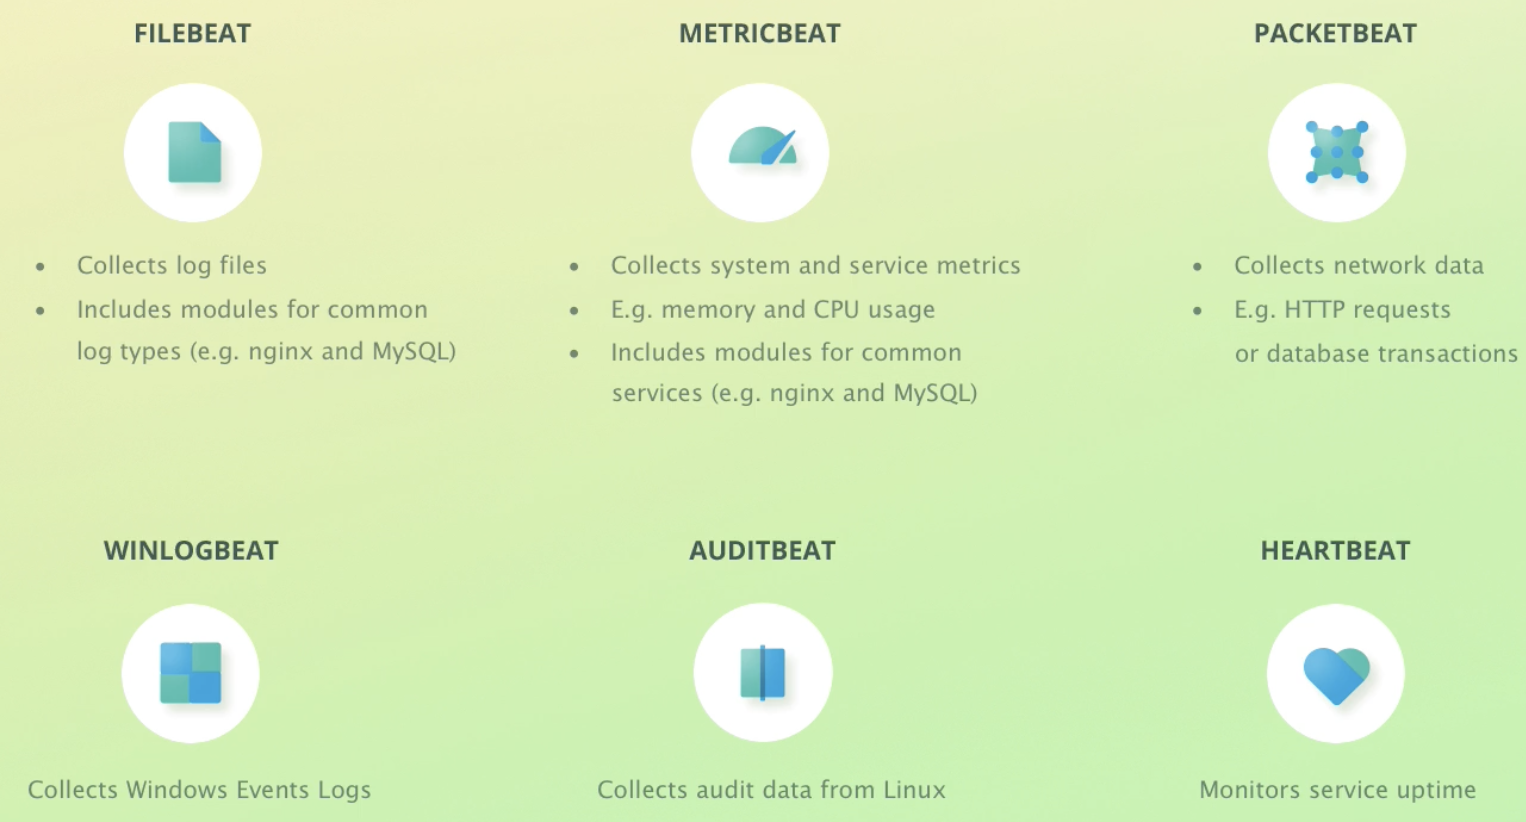 FILEBEAT
METRICBEAT
PACKETBEAT
• Collects log files
• Includes modules for common
log types (e.g. nginx and MySQL)
• Collects system and service metrics
• E.g. memory and CPU usage
• Includes modules for common
services (e.g. nginx and MySQL)
• Collects network data
• E.g. HTTP requests
or database transactions
WINLOGBEAT
AUDITBEAT
HEARTBEAT
Collects Windows Events Logs
Collects audit data from Linux
Monitors service uptime